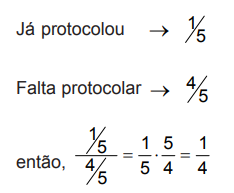 Já protocolou → 1/5
Falta protocolar → 4/5
então, (1/5)/(4/5) = 1/5 · 5/4 = 1/4